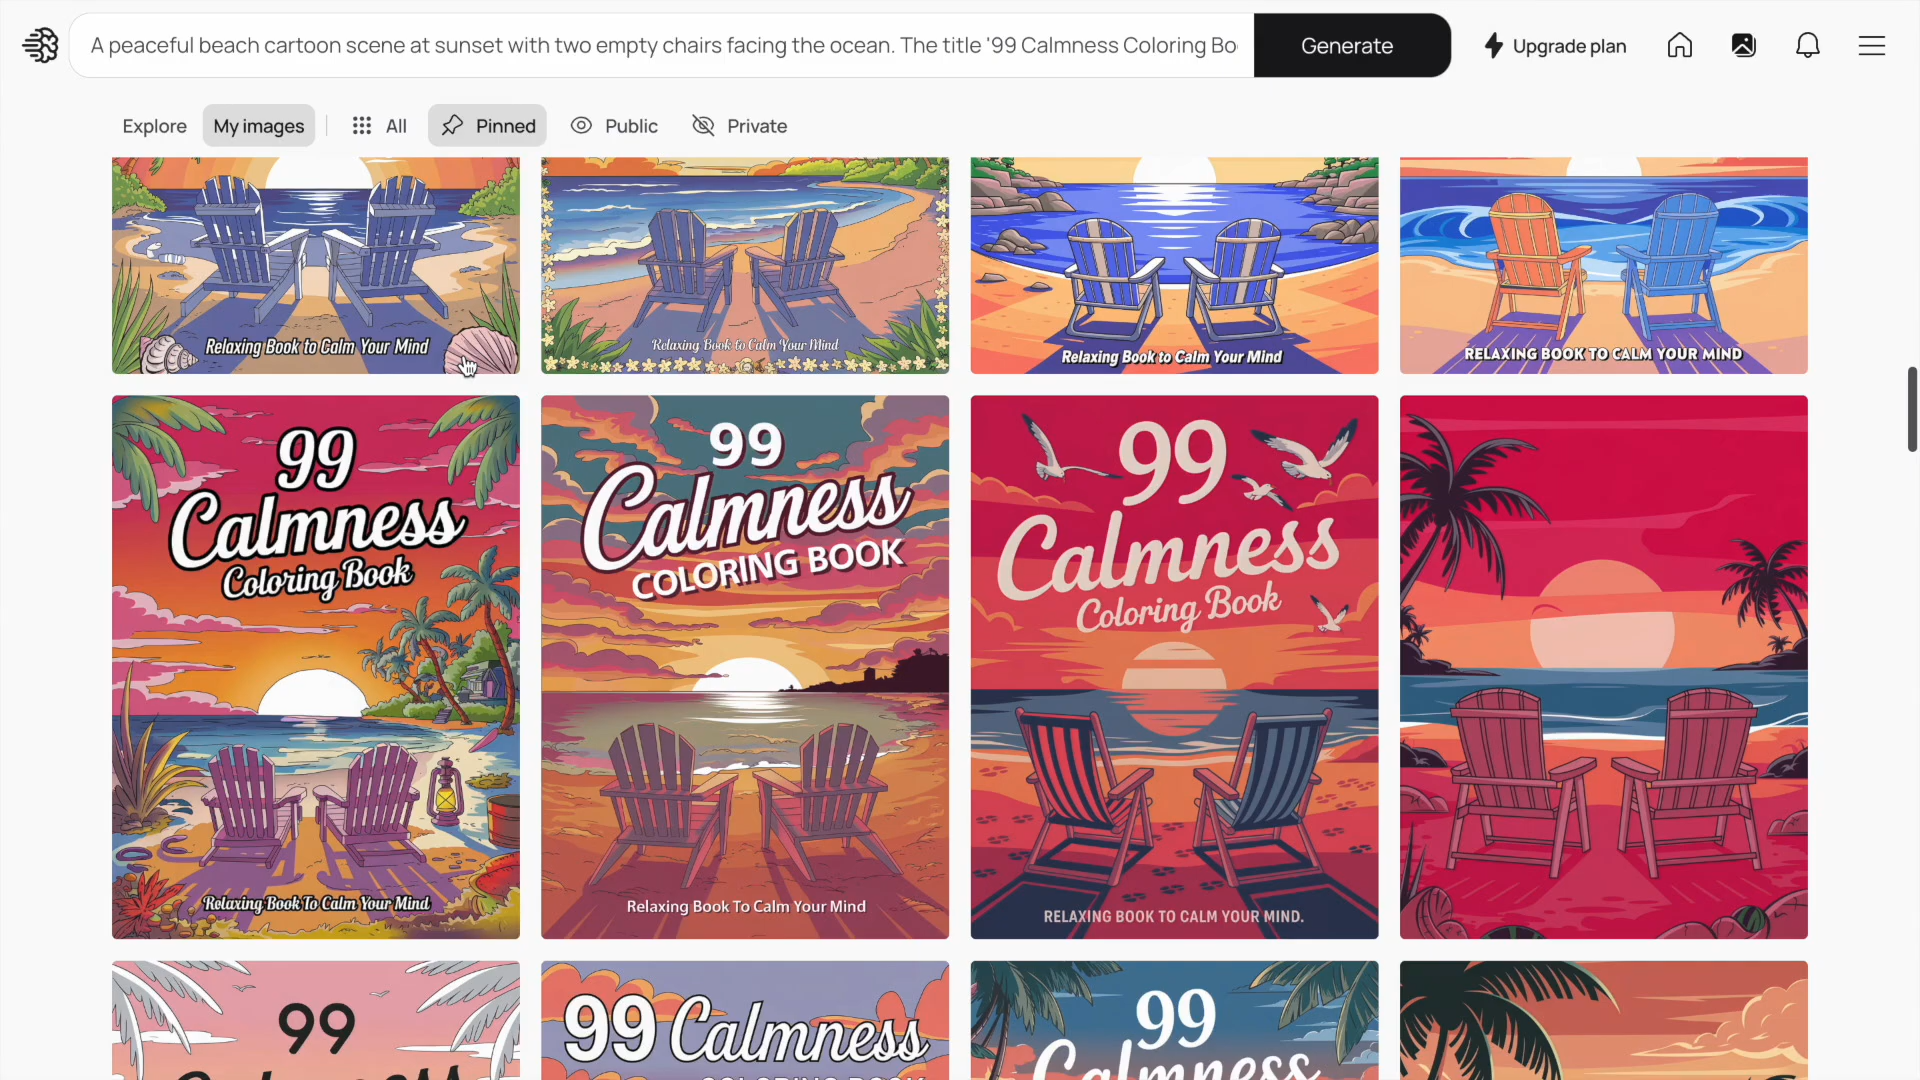 A peaceful beach cartoon scene at sunset with two empty chairs facing the ocean. The title '99 Calmness Coloring Bo
Generate
Upgrade plan
Explore
My images
All
Pinned
Public
Private
Relaxing Book to Calm Your Mind
Relaxing Book to Calm Your Mind
Relaxing Book to Calm Your Mind
RELAXING BOOK TO CALM YOUR MIND
99
Calmness
Coloring Book
Relaxing Book To Calm Your Mind
99
Calmness
COLORING BOOK
Relaxing Book To Calm Your Mind
99
Calmness
Coloring Book
RELAXING BOOK TO CALM YOUR MIND.
99
99 Calmness
99
Calmness